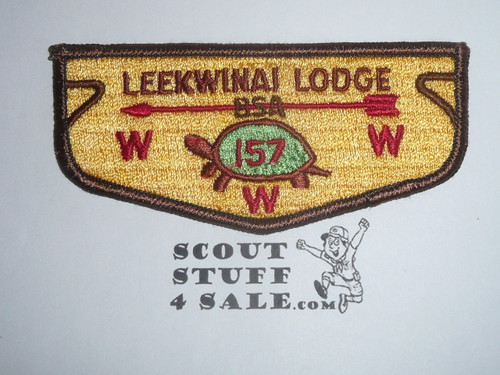 LEEKWINAI LODGE
BSA
W W
157
W
SCOUT
STUFF
4 SALE.COM